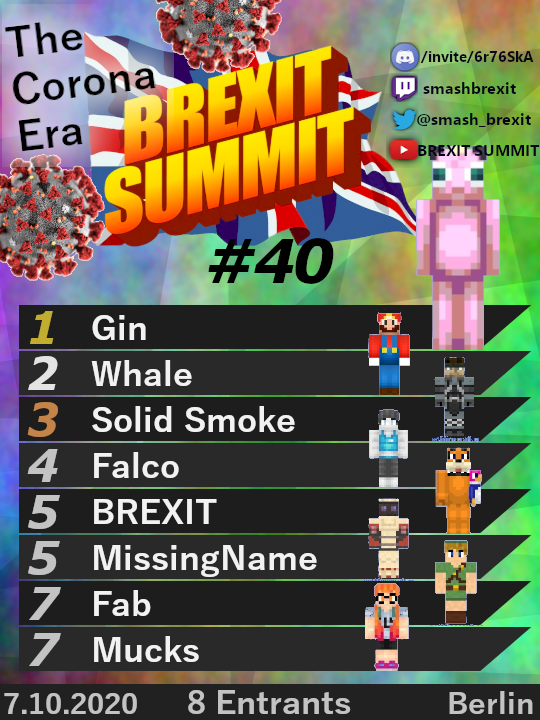 The
Corona
Era
BREXIT
SUMMIT
#40
/invite/6r76SkA
smashbrexit
@smash_brexit
BREXIT SUMMIT
1 Gin
2 Whale
3 Solid Smoke
4 Falco
5 BREXIT
5 MissingName
7 Fab
7 Mucks
7.10.2020 8 Entrants Berlin